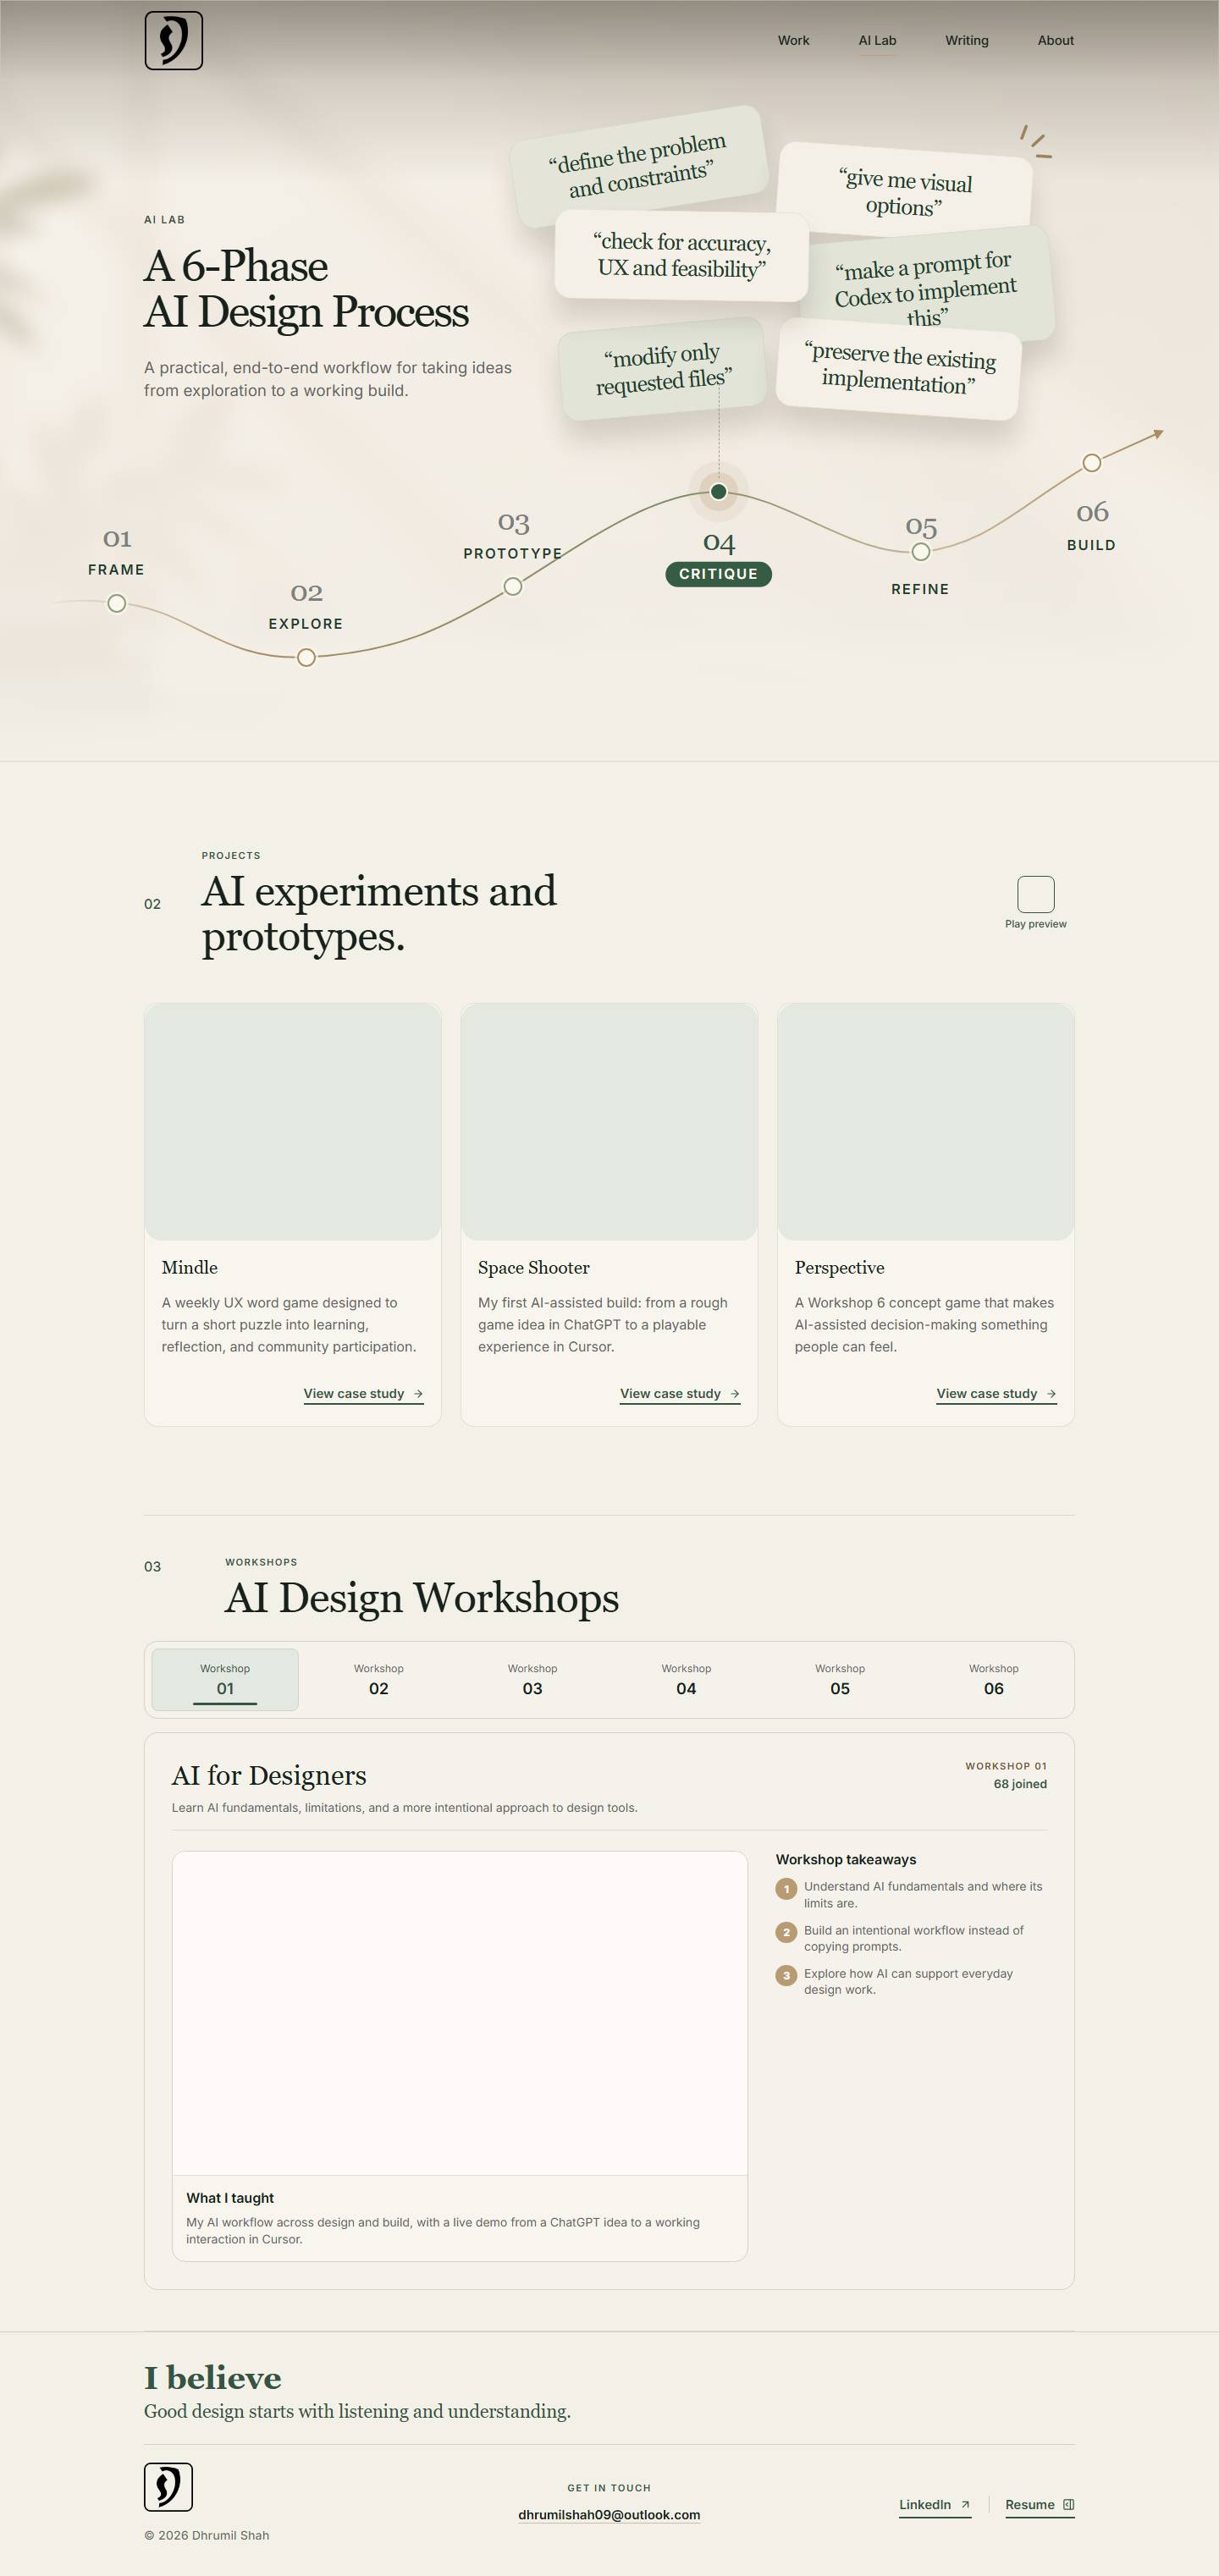 Work
AI Lab
Writing
About
“define the problem
and constraints”
“give me visual
options”
“check for accuracy,
UX and feasibility”
“make a prompt for
Codex to implement
this”
“modify only
requested files”
“preserve the existing
implementation”
AI LAB
A 6-Phase
AI Design Process
A practical, end-to-end workflow for taking ideas
from exploration to a working build.
01
FRAME
02
EXPLORE
03
PROTOTYPE
04
CRITIQUE
05
REFINE
06
BUILD
02
PROJECTS
AI experiments and
prototypes.
Play preview
Mindle
A weekly UX word game designed to
turn a short puzzle into learning,
reflection, and community participation.
View case study
Space Shooter
My first AI-assisted build: from a rough
game idea in ChatGPT to a playable
experience in Cursor.
View case study
Perspective
A Workshop 6 concept game that makes
AI-assisted decision-making something
people can feel.
View case study
03
WORKSHOPS
AI Design Workshops
Workshop
01
Workshop
02
Workshop
03
Workshop
04
Workshop
05
Workshop
06
AI for Designers
Learn AI fundamentals, limitations, and a more intentional approach to design tools.
WORKSHOP 01
68 joined
Workshop takeaways
1 Understand AI fundamentals and where its
limits are.
2 Build an intentional workflow instead of
copying prompts.
3 Explore how AI can support everyday
design work.
What I taught
My AI workflow across design and build, with a live demo from a ChatGPT idea to a working
interaction in Cursor.
I believe
Good design starts with listening and understanding.
© 2026 Dhrumil Shah
GET IN TOUCH
dhrumilshah09@outlook.com
LinkedIn
Resume